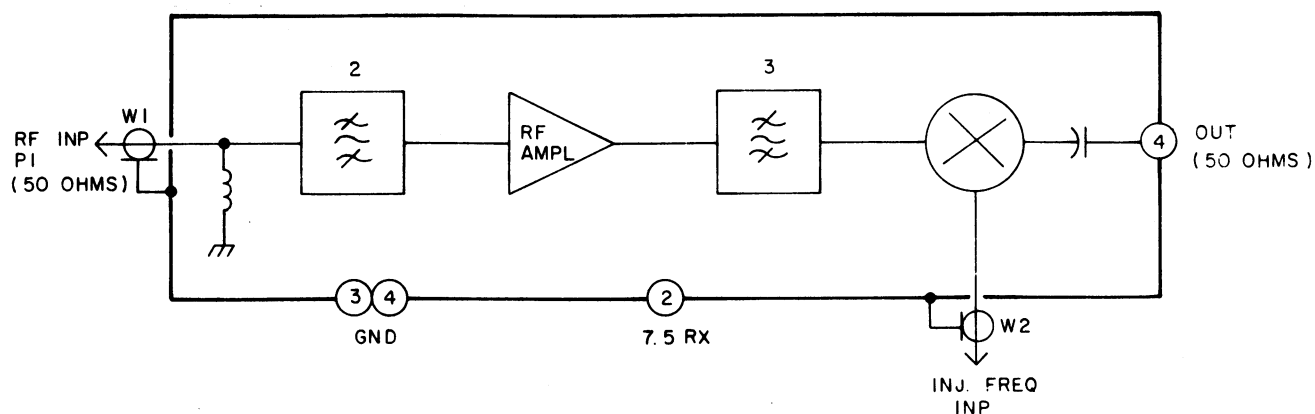 2
3
W1
RF INP
P1
(50 OHMS)
RF
AMPL
4
OUT
(50 OHMS)
3 4
GND
2
7.5 RX
W2
INJ. FREQ
INP